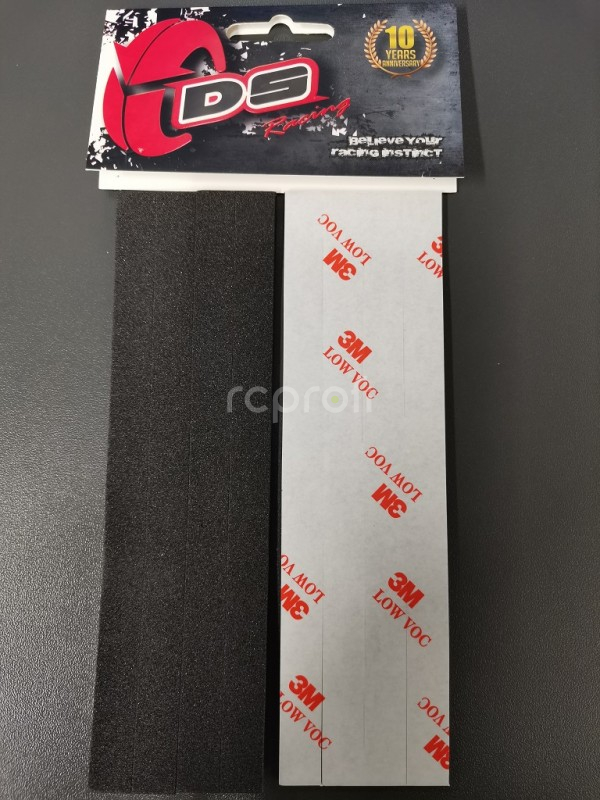 10
YEARS
ANNIVERSARY
DS
Racing
BELIEVE YOUR
RACING INSTINCT
LOW VOC
3M
LOW
3M
LOW VOC
rcproff
LOW VOC
3M
LOW VOC
3M
3M
LOW VOC
3M
LOW VOC
VOC
3M